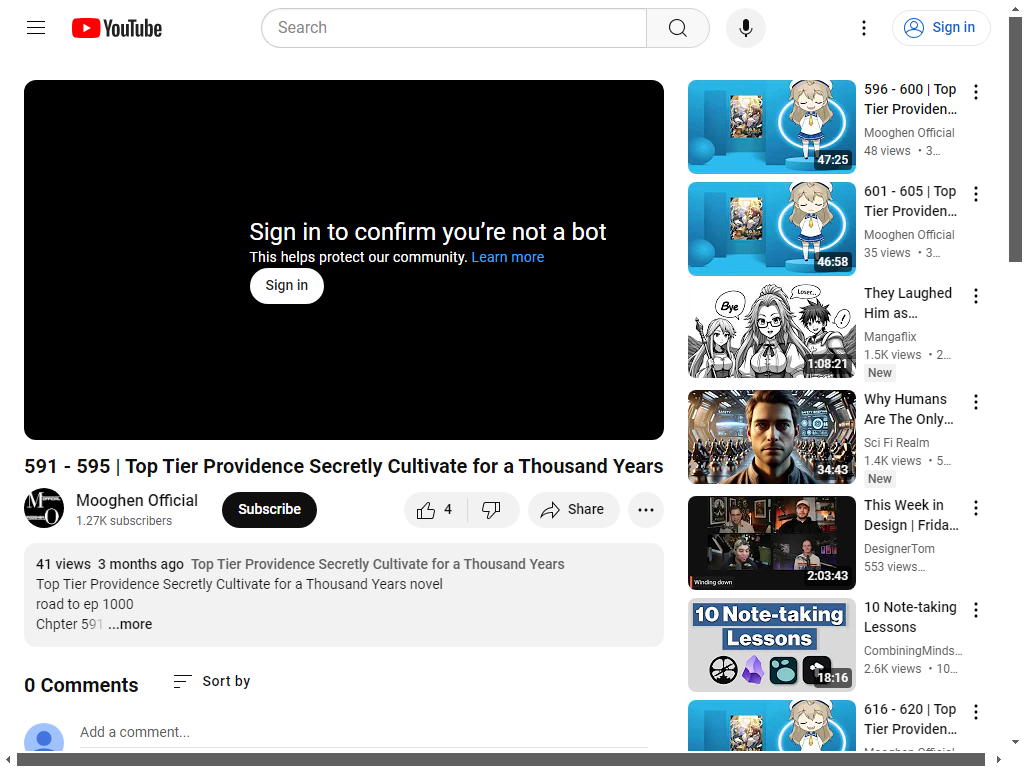 YouTube
Search
Sign in
Sign in to confirm you’re not a bot
This helps protect our community. Learn more
Sign in
591 - 595 | Top Tier Providence Secretly Cultivate for a Thousand Years
Mooghen Official
1.27K subscribers
Subscribe
4
Share
41 views 3 months ago Top Tier Providence Secretly Cultivate for a Thousand Years
Top Tier Providence Secretly Cultivate for a Thousand Years novel
road to ep 1000
Chpter 591 ...more
0 Comments
Sort by
Add a comment...
47:25
596 - 600 | Top
Tier Providen...
Mooghen Official
48 views • 3...
46:58
601 - 605 | Top
Tier Providen...
Mooghen Official
35 views • 3...
Bye
Loser..
!
1:08:21
They Laughed
Him as...
Mangaflix
1.5K views • 2...
New
34:43
Why Humans
Are The Only...
Sci Fi Realm
1.4K views • 5...
New
Winding down
2:03:43
This Week in
Design | Frida...
DesignerTom
553 views...
10 Note-taking
Lessons
18:16
10 Note-taking
Lessons
CombiningMinds...
2.6K views • 10...
616 - 620 | Top
Tier Providen...
Mooghen Official